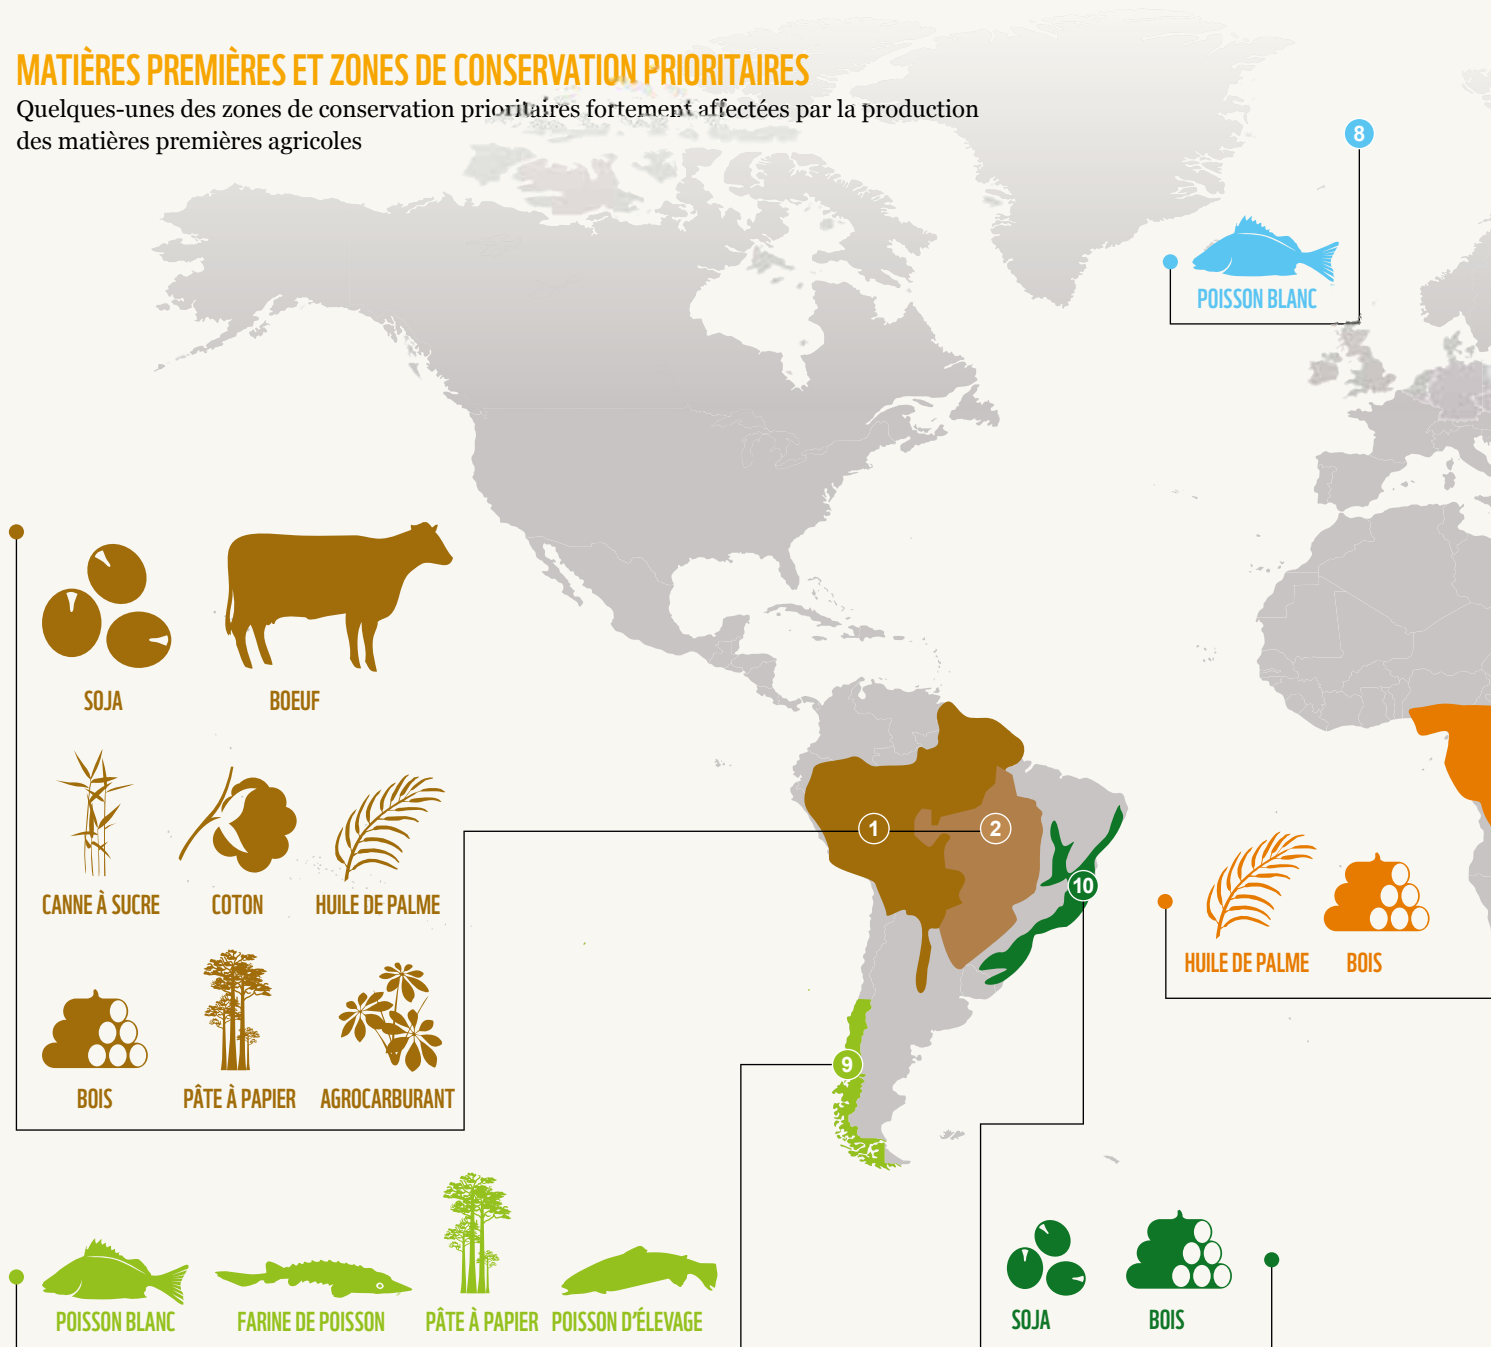 MATIÈRES PREMIÈRES ET ZONES DE CONSERVATION PRIORITAIRES
Quelques-unes des zones de conservation prioritaires fortement affectées par la production
des matières premières agricoles
8
POISSON BLANC
SOJA
BOEUF
CANNE À SUCRE
COTON
HUILE DE PALME
BOIS
PÂTE À PAPIER
AGROCARBURANT
1
2
10
9
HUILE DE PALME
BOIS
POISSON BLANC
FARINE DE POISSON
PÂTE À PAPIER
POISSON D'ÉLEVAGE
SOJA
BOIS